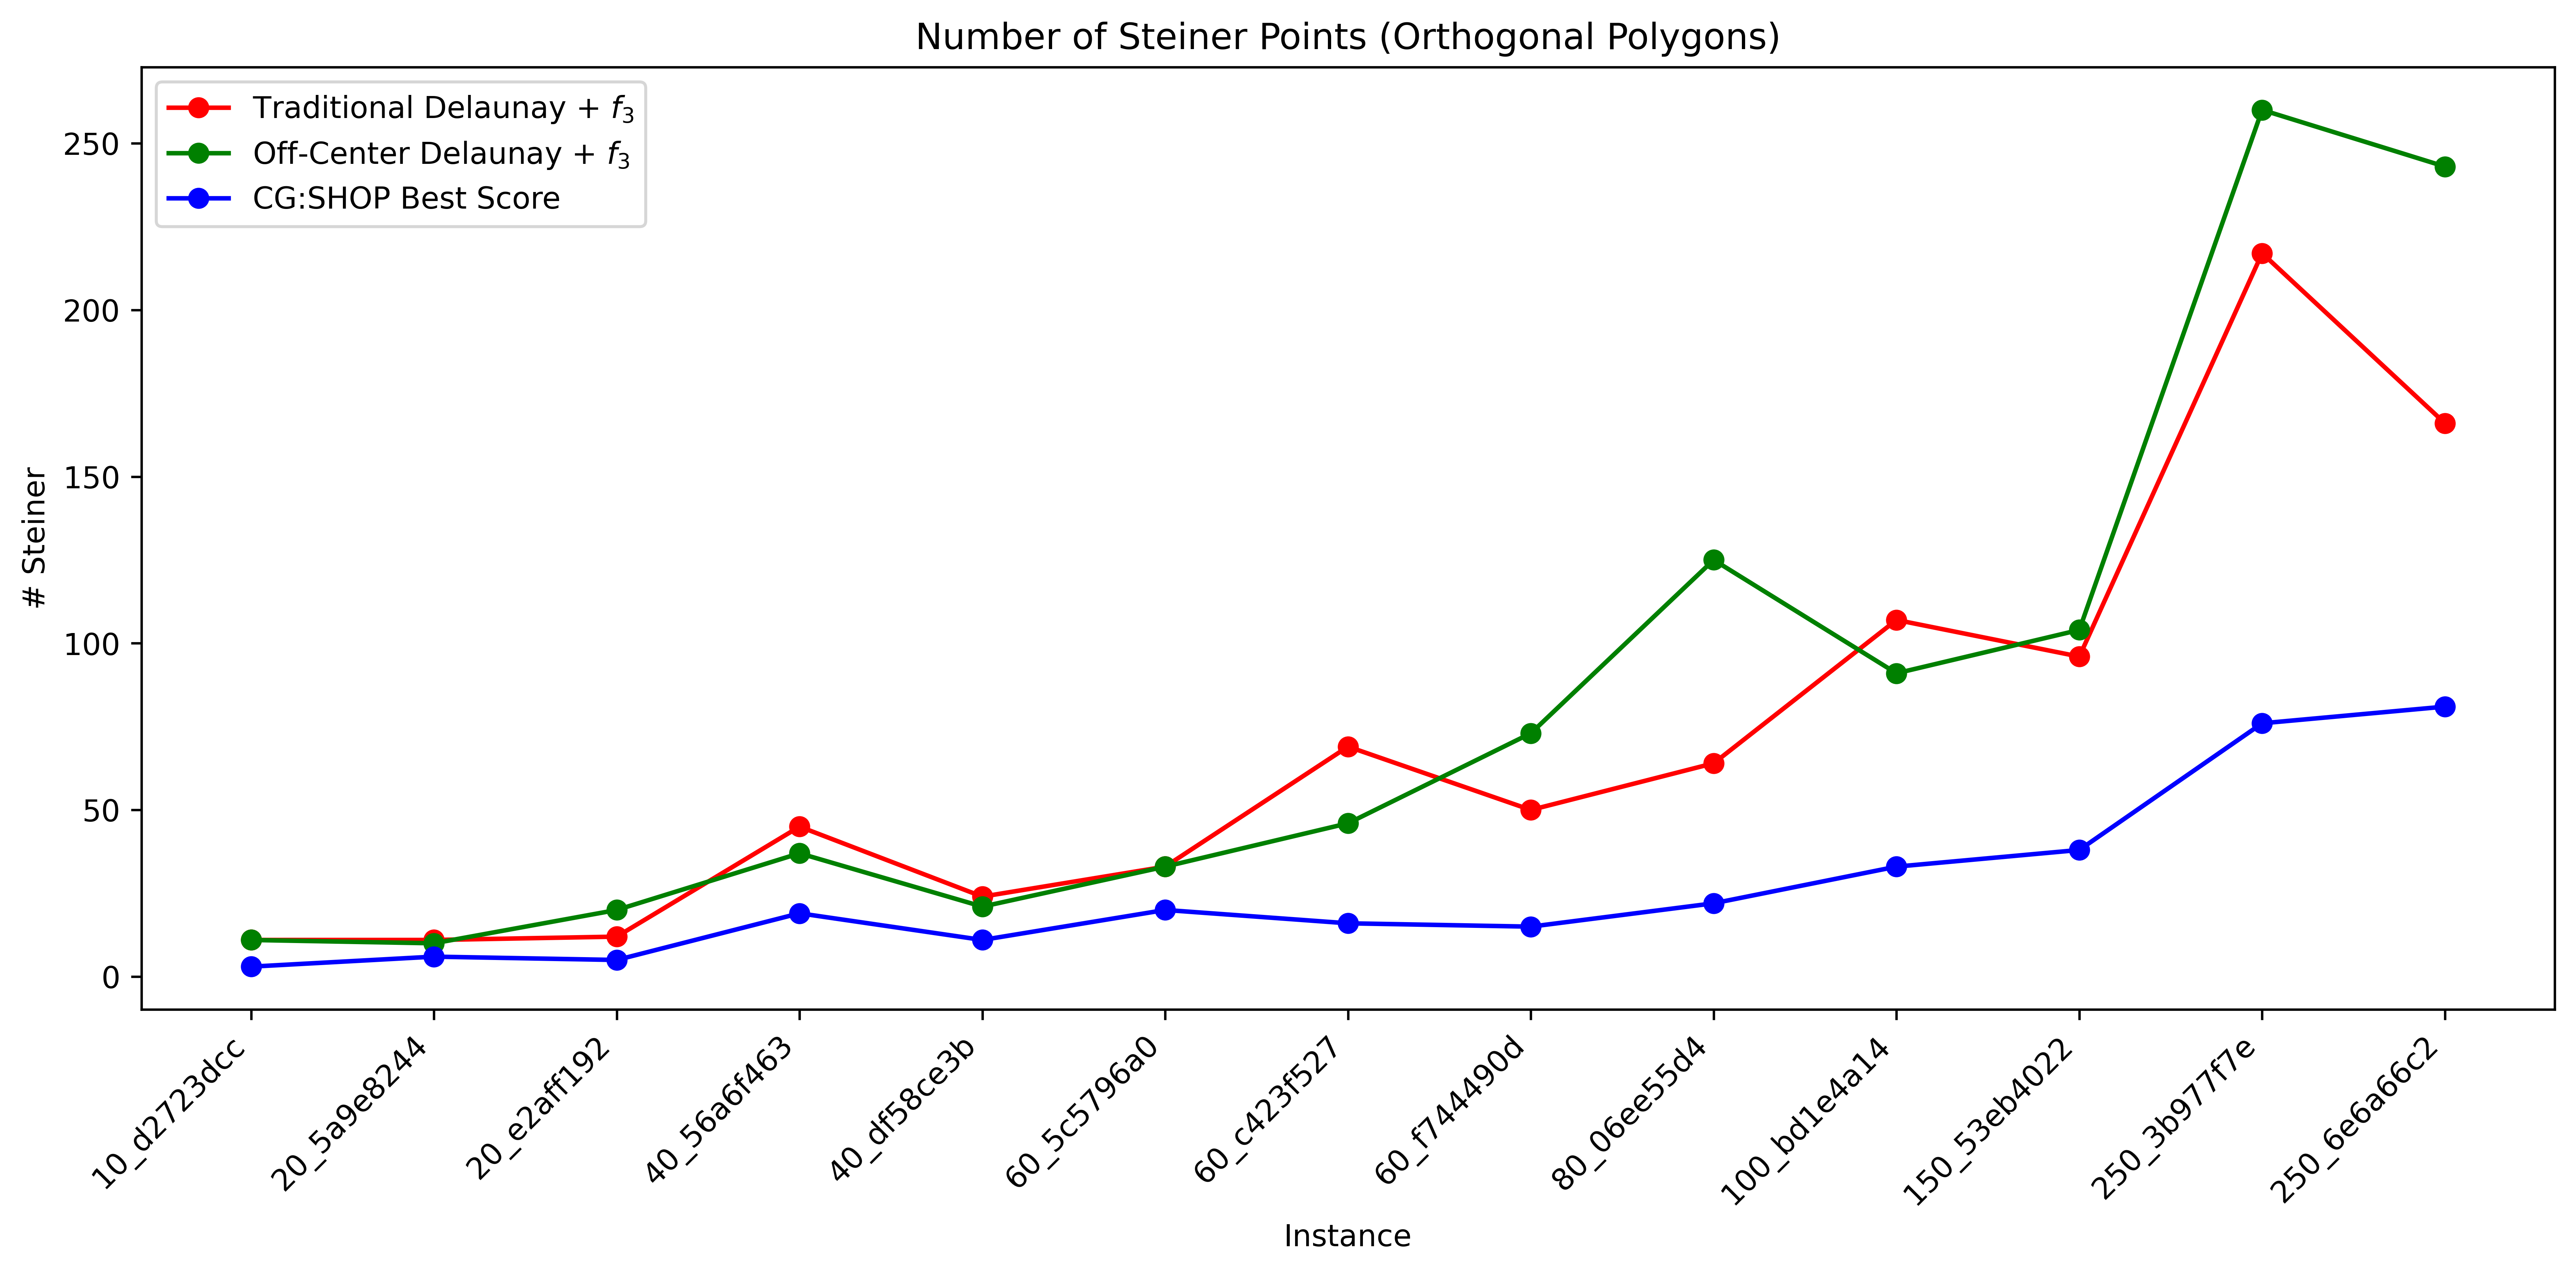 Number of Steiner Points (Orthogonal Polygons)
Traditional Delaunay + f₃
Off-Center Delaunay + f₃
CG:SHOP Best Score
# Steiner
250
200
150
100
50
0
10_d2723dcc
20_5a9e8244
20_e2aff192
40_56a6f463
40_df58ce3b
60_5c5796a0
60_c423f527
60_f744490d
80_06ee55d4
100_bd1e4a14
150_53eb4022
250_3b977f7e
250_6e6a66c2
Instance